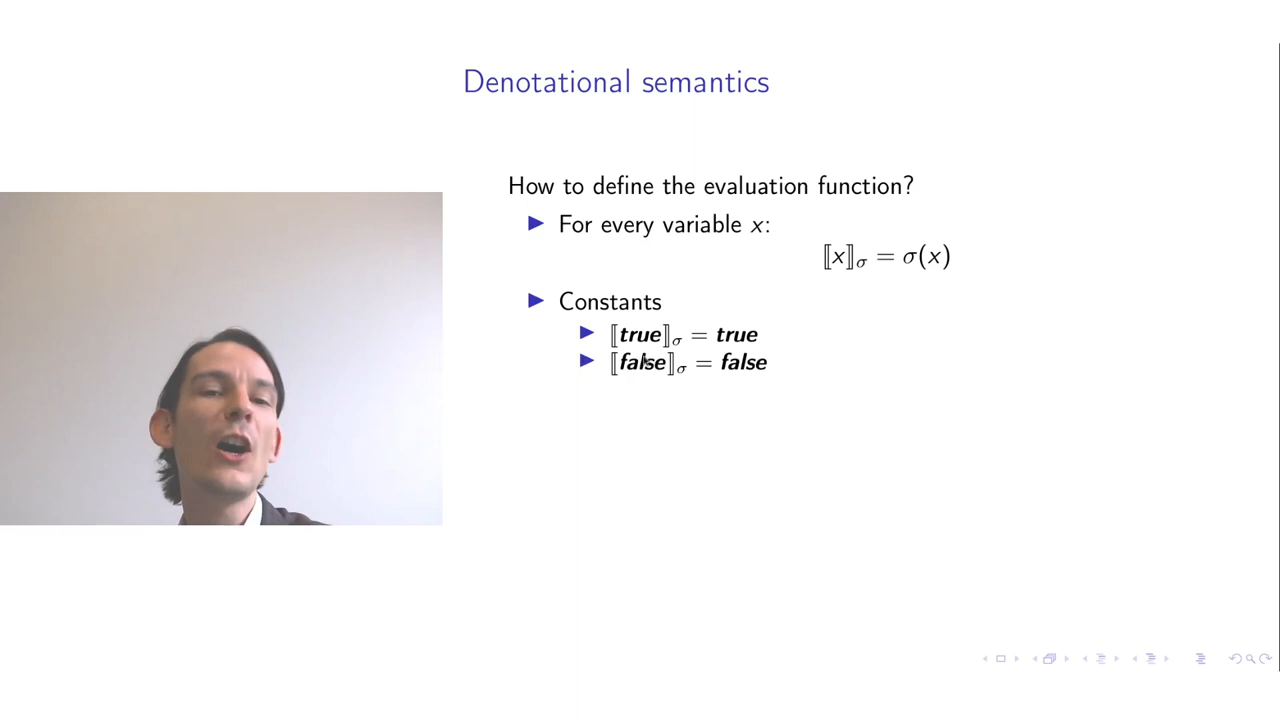 Denotational semantics
How to define the evaluation function?
▶ For every variable x:
⟦x⟧σ = σ(x)
▶ Constants
▶ ⟦true⟧σ = true
▶ ⟦false⟧σ = false